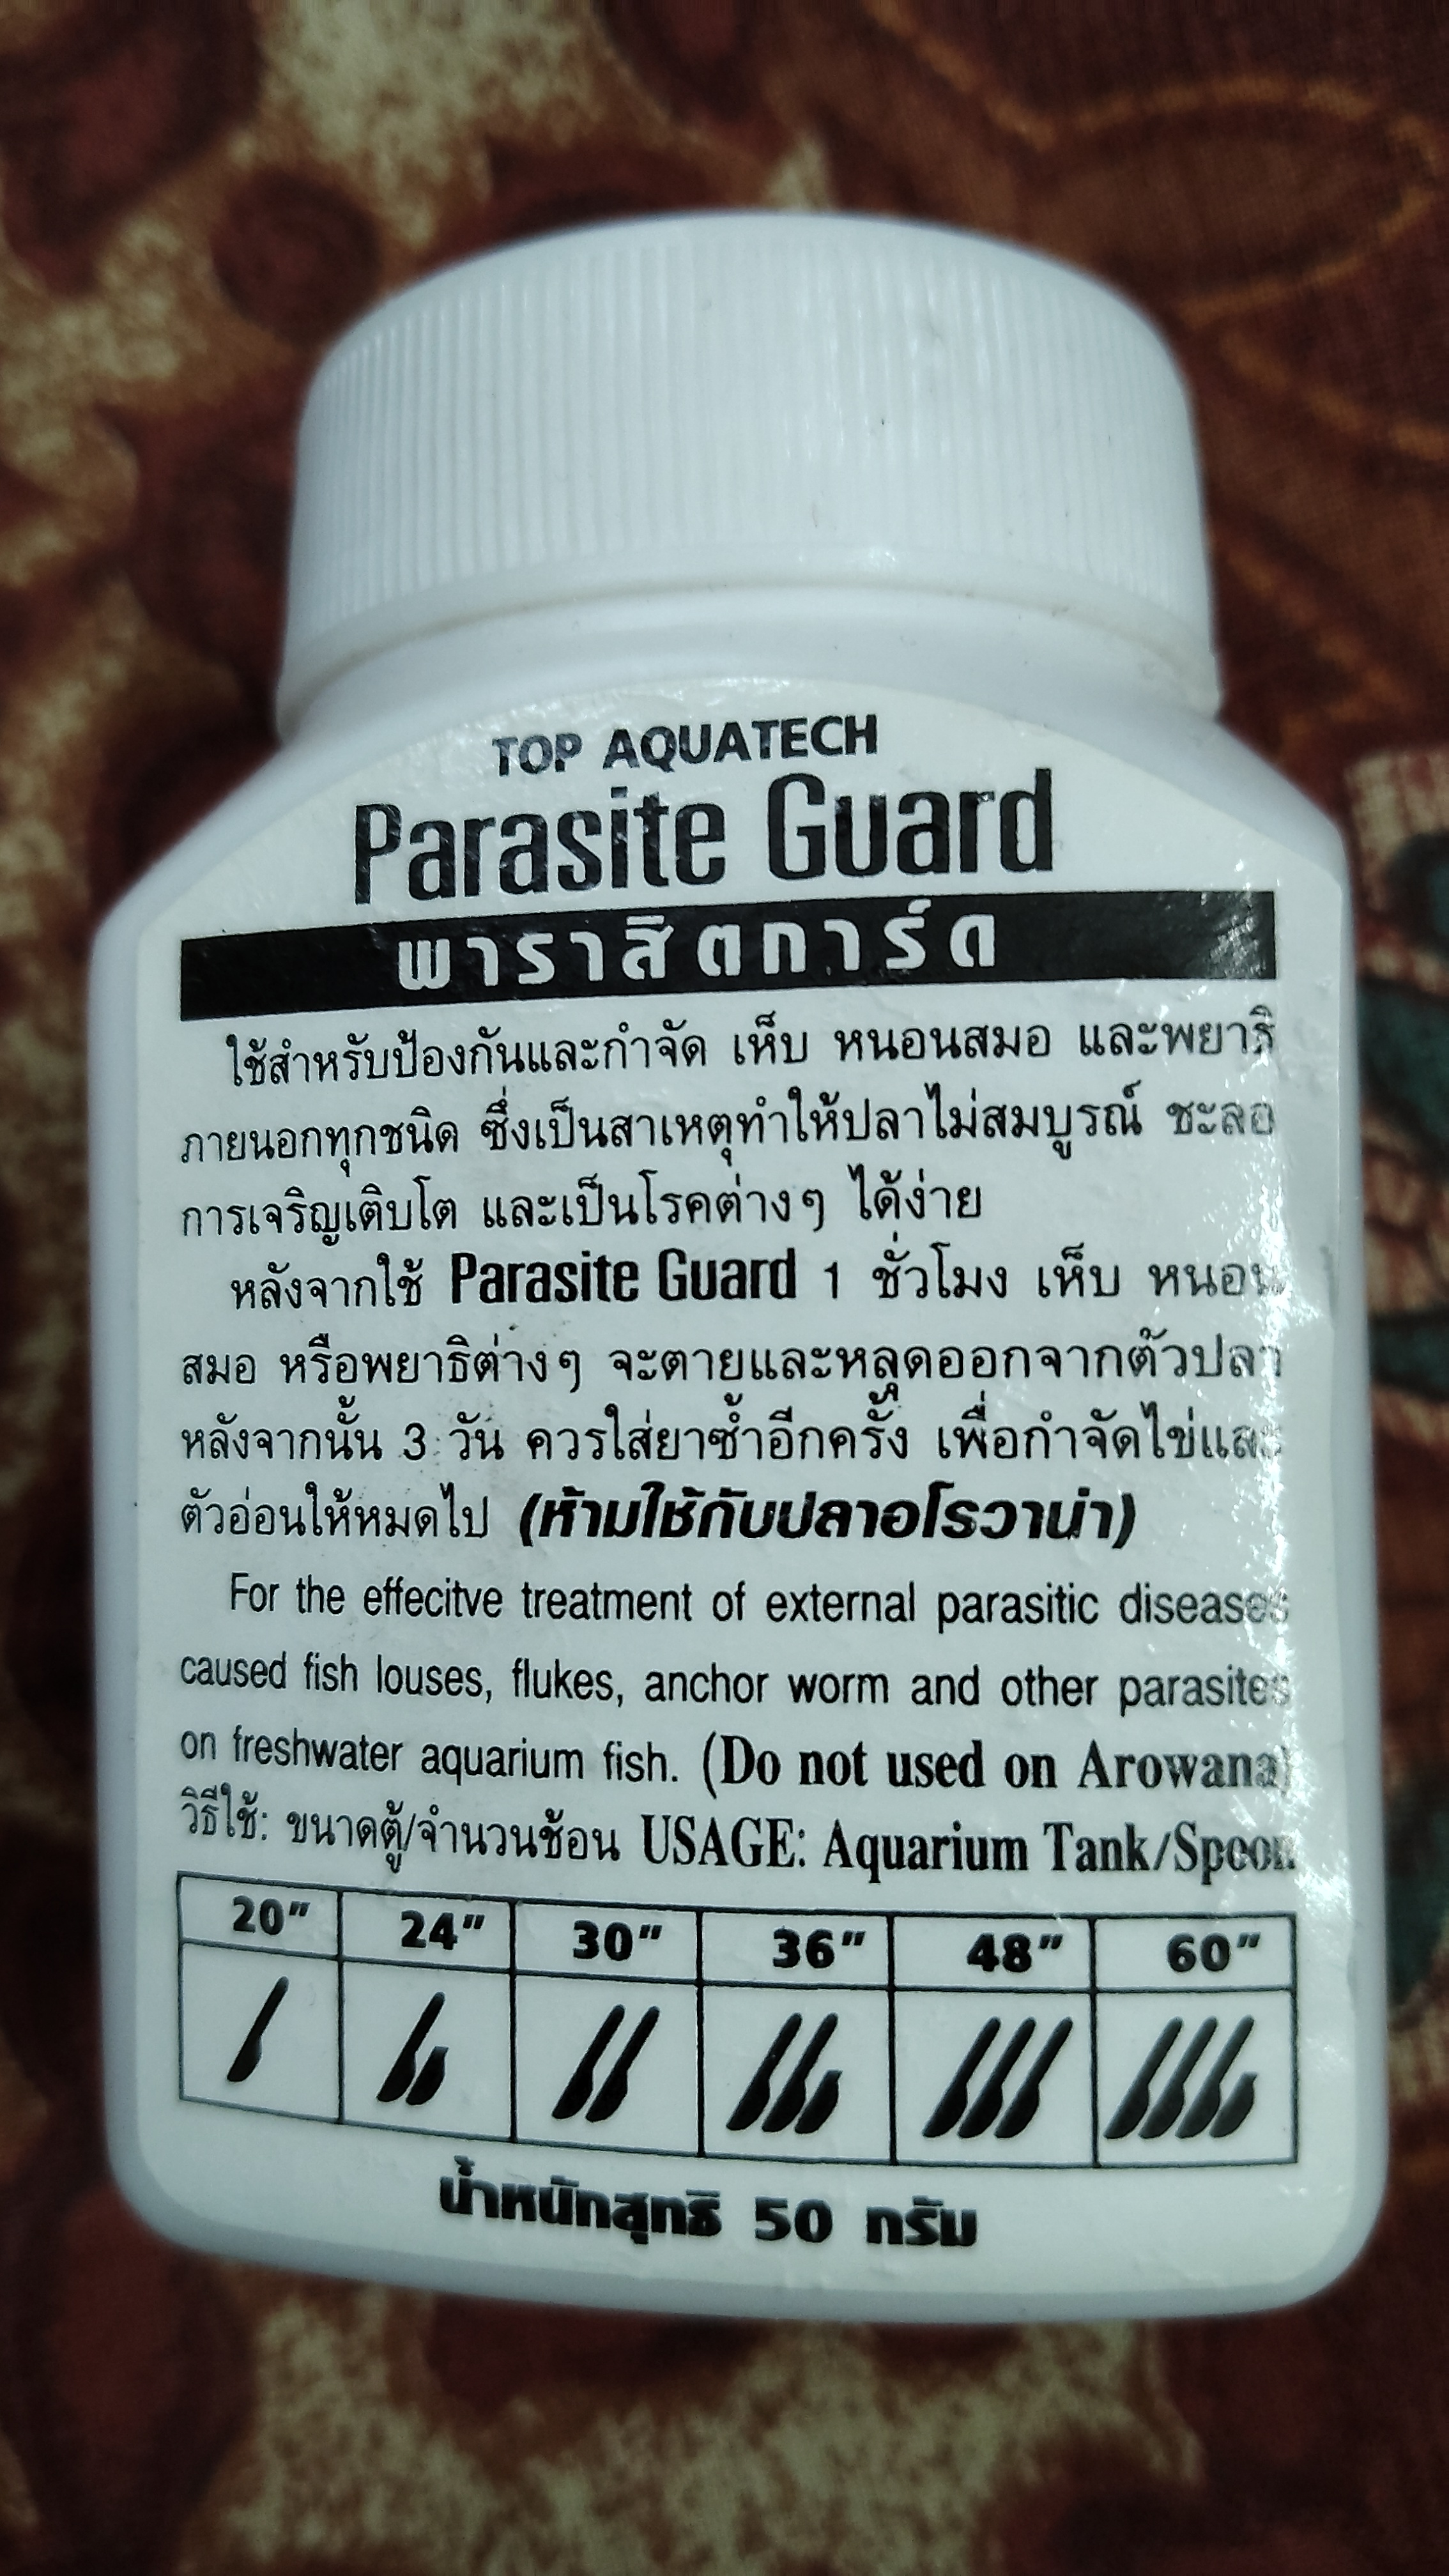 TOP AQUATECH
Parasite Guard
พาราสิตการ์ด
ใช้สำหรับป้องกันและกำจัด เห็บ หนอนสมอ และพยาธิ
ภายนอกทุกชนิด ซึ่งเป็นสาเหตุทำให้ปลาไม่สมบูรณ์ ชะลอ
การเจริญเติบโต และเป็นโรคต่างๆ ได้ง่าย
หลังจากใช้ Parasite Guard 1 ชั่วโมง เห็บ หนอน
สมอ หรือพยาธิต่างๆ จะตายและหลุดออกจากตัวปลา
หลังจากนั้น 3 วัน ควรใส่ยาซ้ำอีกครั้ง เพื่อกำจัดไข่และ
ตัวอ่อนให้หมดไป (ห้ามใช้กับปลาอโรวาน่า)
For the effecitve treatment of external parasitic diseases
caused fish louses, flukes, anchor worm and other parasites
on freshwater aquarium fish. (Do not used on Arowana)
วิธีใช้: ขนาดตู้/จำนวนช้อน USAGE: Aquarium Tank/Spoon
20" 24" 30" 36" 48" 60"
น้ำหนักสุทธิ 50 กรัม